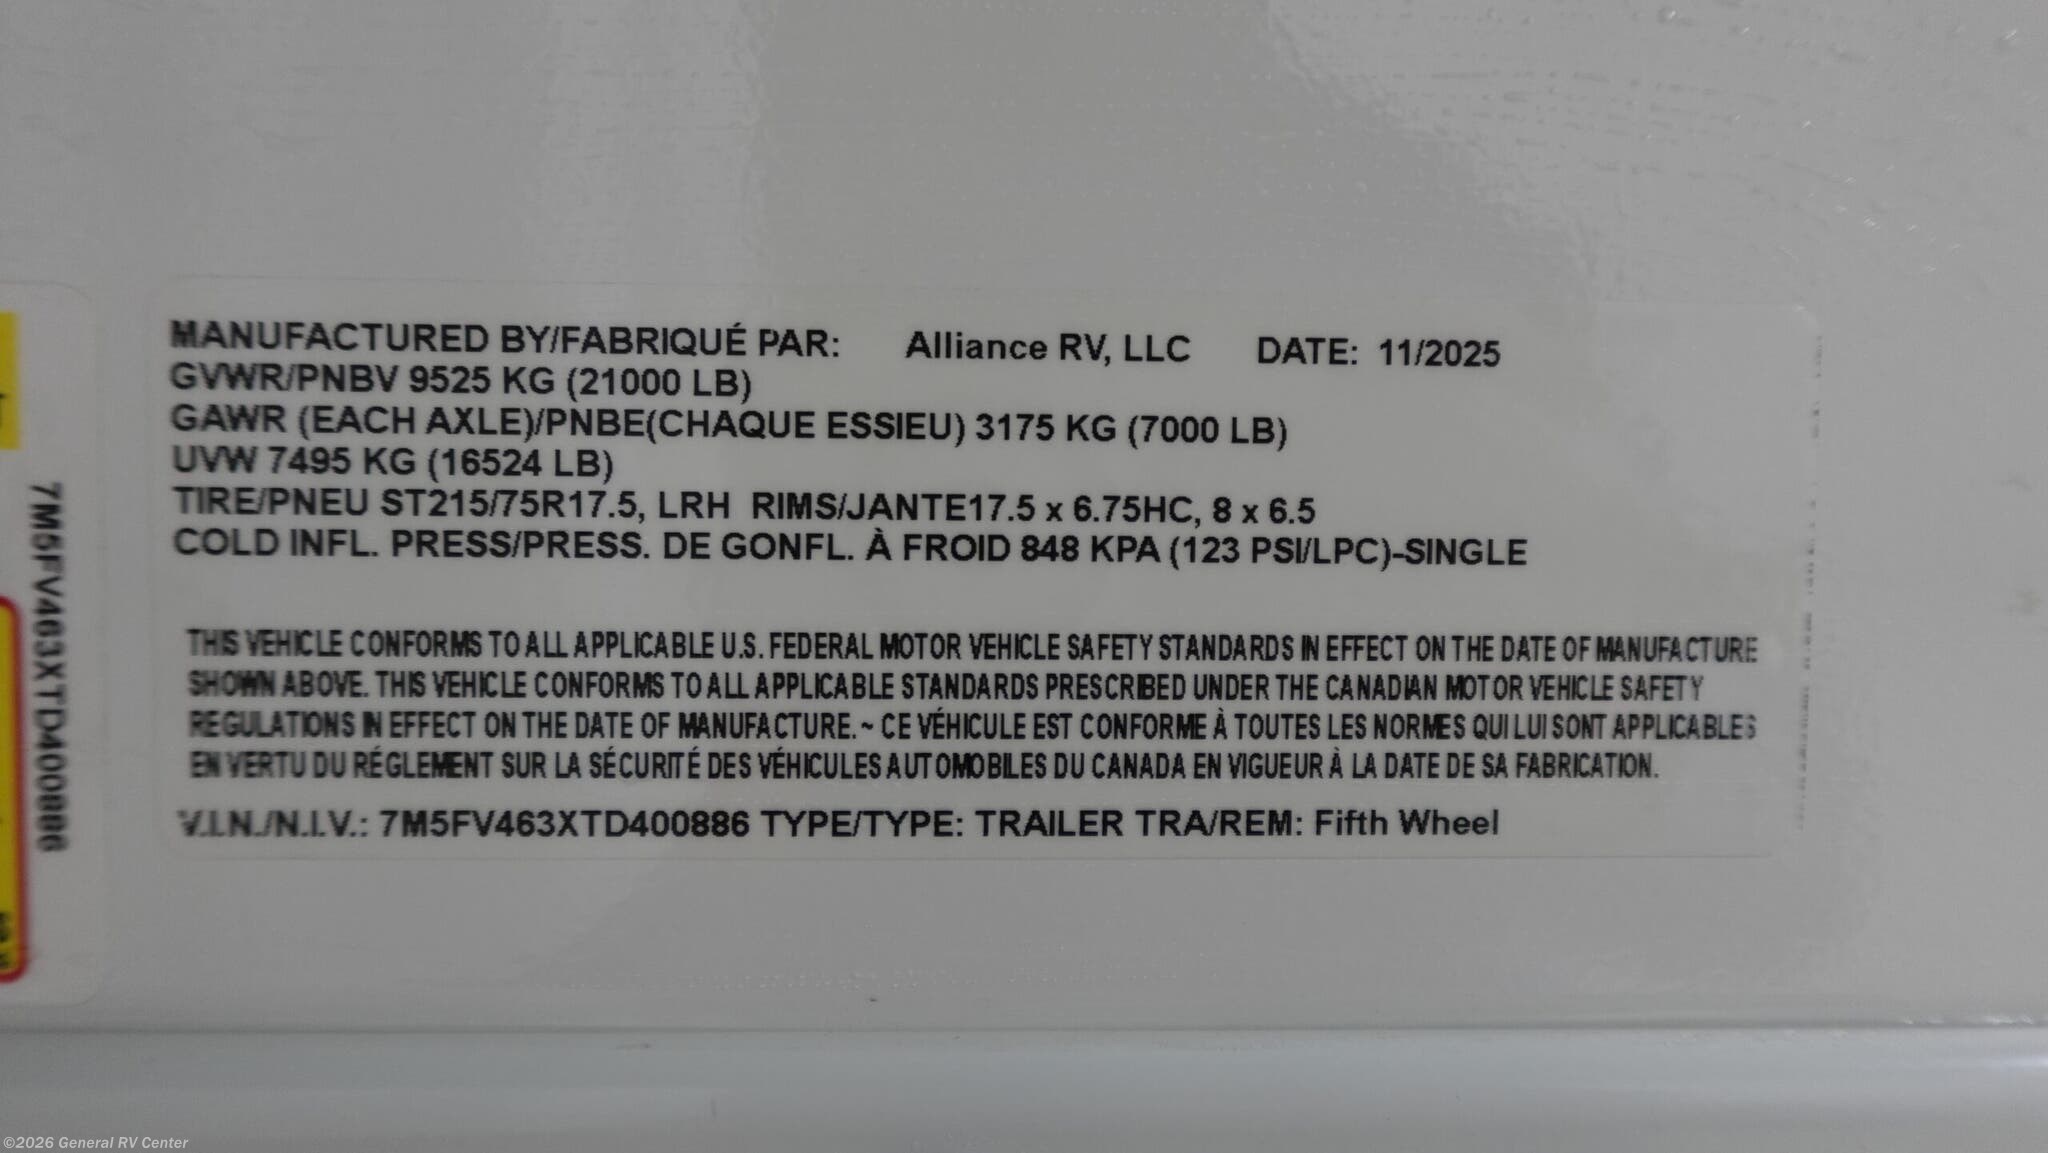 MANUFACTURED BY/FABRIQUÉ PAR: Alliance RV, LLC DATE: 11/2025
GVWR/PNBV 9525 KG (21000 LB)
GAWR (EACH AXLE)/PNBE(CHAQUE ESSIEU) 3175 KG (7000 LB)
UVW 7495 KG (16524 LB)
TIRE/PNEU ST215/75R17.5, LRH RIMS/JANTE17.5 x 6.75HC, 8 x 6.5
COLD INFL. PRESS/PRESS. DE GONFL. À FROID 848 KPA (123 PSI/LPC)-SINGLE
THIS VEHICLE CONFORMS TO ALL APPLICABLE U.S. FEDERAL MOTOR VEHICLE SAFETY STANDARDS IN EFFECT ON THE DATE OF MANUFACTURE
SHOWN ABOVE. THIS VEHICLE CONFORMS TO ALL APPLICABLE STANDARDS PRESCRIBED UNDER THE CANADIAN MOTOR VEHICLE SAFETY
REGULATIONS IN EFFECT ON THE DATE OF MANUFACTURE. ~ CE VÉHICULE EST CONFORME À TOUTES LES NORMES QUI LUI SONT APPLICABLES
EN VERTU DU RÉGLEMENT SUR LA SÉCURITÉ DES VÉHICULES AUTOMOBILES DU CANADA EN VIGUEUR À LA DATE DE SA FABRICATION.
V.I.N./N.I.V.: 7M5FV463XTD400886 TYPE/TYPE: TRAILER TRA/REM: Fifth Wheel
7M5FV463XTD400886
©2026 General RV Center